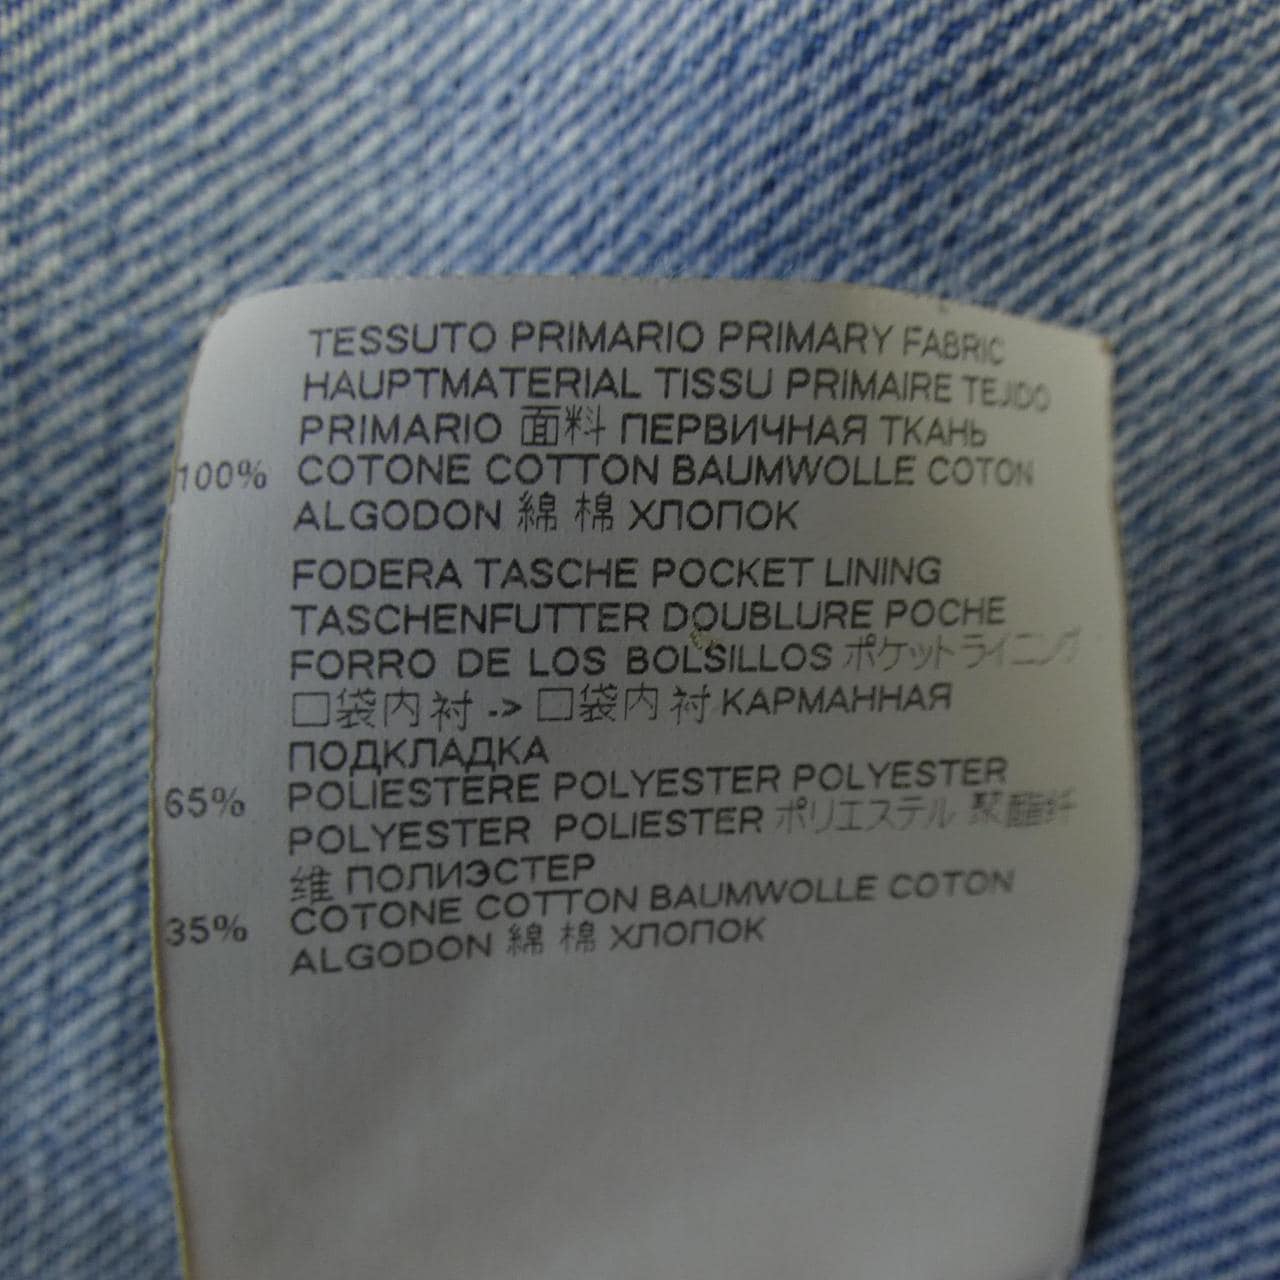 TESSUTO PRIMARIO PRIMARY FABRIC
HAUPTMATERIAL TISSU PRIMAIRE TEJIDO
PRIMARIO 面料 ПЕРВИЧНАЯ ТКАНЬ
100% COTONE COTTON BAUMWOLLE COTON
ALGODON 綿 棉 ХЛОПОК
FODERA TASCHE POCKET LINING
TASCHENFUTTER DOUBLURE POCHE
FORRO DE LOS BOLSILLOS ポケットライニング
口袋内衬 -> 口袋内衬 КАРМАННАЯ
ПОДКЛАДКА
65% POLIESTERE POLYESTER POLYESTER
POLYESTER POLIESTER ポリエステル 聚酯纤
维 ПОЛИЭСТЕР
35% COTONE COTTON BAUMWOLLE COTON
ALGODON 綿 棉 ХЛОПОК